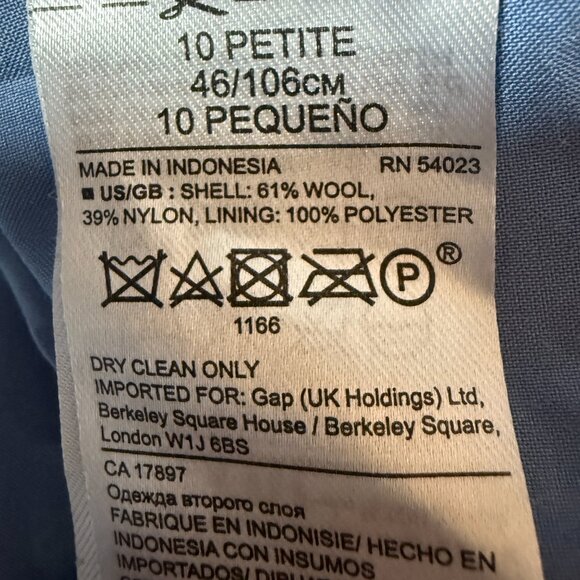 10 PETITE
46/106CM
10 PEQUEÑO
MADE IN INDONESIA RN 54023
US/GB : SHELL: 61% WOOL,
39% NYLON, LINING: 100% POLYESTER
P ®
1166
DRY CLEAN ONLY
IMPORTED FOR: Gap (UK Holdings) Ltd,
Berkeley Square House / Berkeley Square,
London W1J 6BS
CA 17897
Одежда второго слоя
FABRIQUE EN INDONISIE/ HECHO EN
INDONESIA CON INSUMOS